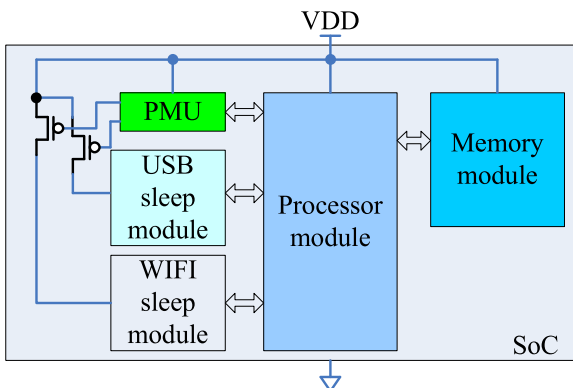 VDD
PMU
USB
sleep
module
WIFI
sleep
module
Processor
module
Memory
module
SoC